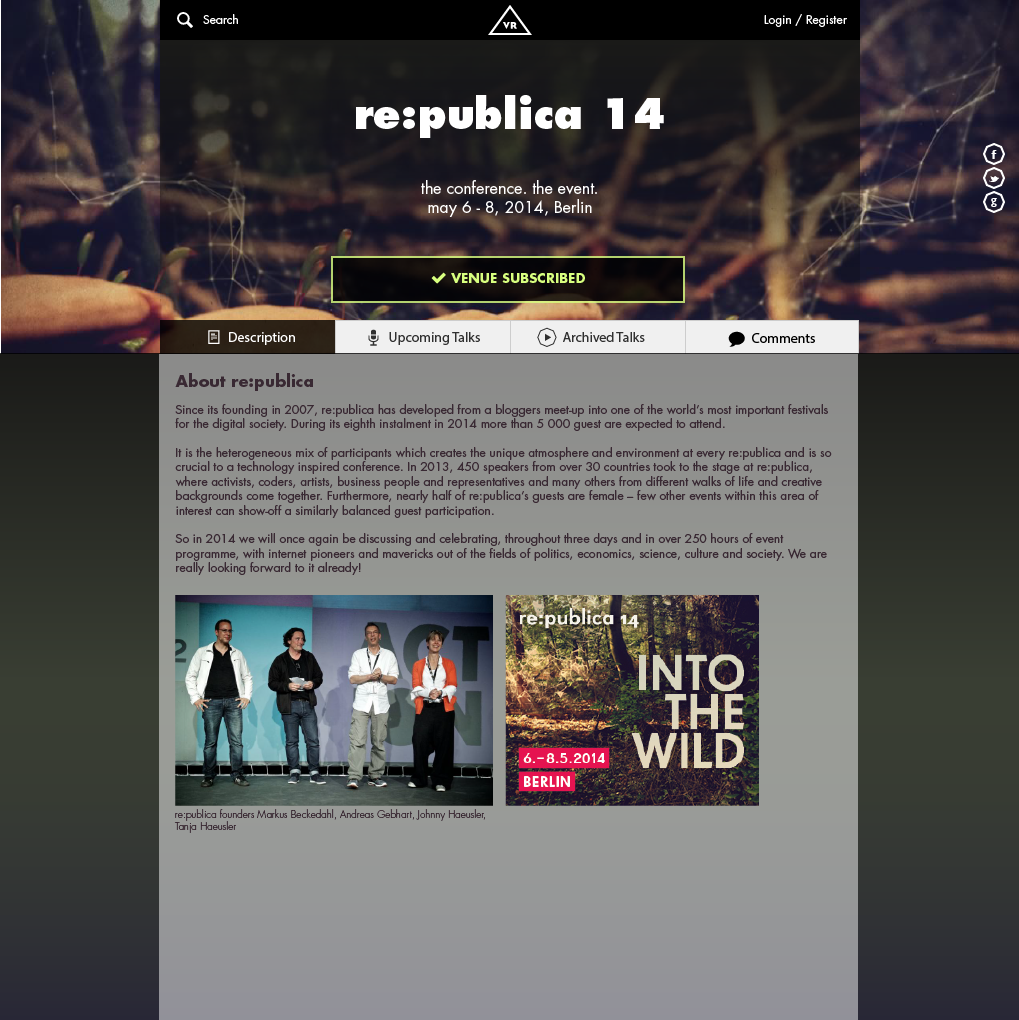 Search
VR
Login / Register
re:publica 14
the conference. the event.
may 6 - 8, 2014, Berlin
VENUE SUBSCRIBED
f
g
Description
Upcoming Talks
Archived Talks
Comments
About re:publica
Since its founding in 2007, re:publica has developed from a bloggers meet-up into one of the world's most important festivals
for the digital society. During its eighth instalment in 2014 more than 5 000 guest are expected to attend.
It is the heterogeneous mix of participants which creates the unique atmosphere and environment at every re:publica and is so
crucial to a technology inspired conference. In 2013, 450 speakers from over 30 countries took to the stage at re:publica,
where activists, coders, artists, business people and representatives and many others from different walks of life and creative
backgrounds come together. Furthermore, nearly half of re:publica's guests are female – few other events within this area of
interest can show-off a similarly balanced guest participation.
So in 2014 we will once again be discussing and celebrating, throughout three days and in over 250 hours of event
programme, with internet pioneers and mavericks out of the fields of politics, economics, science, culture and society. We are
really looking forward to it already!
2
ACT
ON
re:publica 14
INTO
THE
WILD
6.–8.5.2014
BERLIN
re:publica founders Markus Beckedahl, Andreas Gebhart, Johnny Haeusler,
Tanja Haeusler